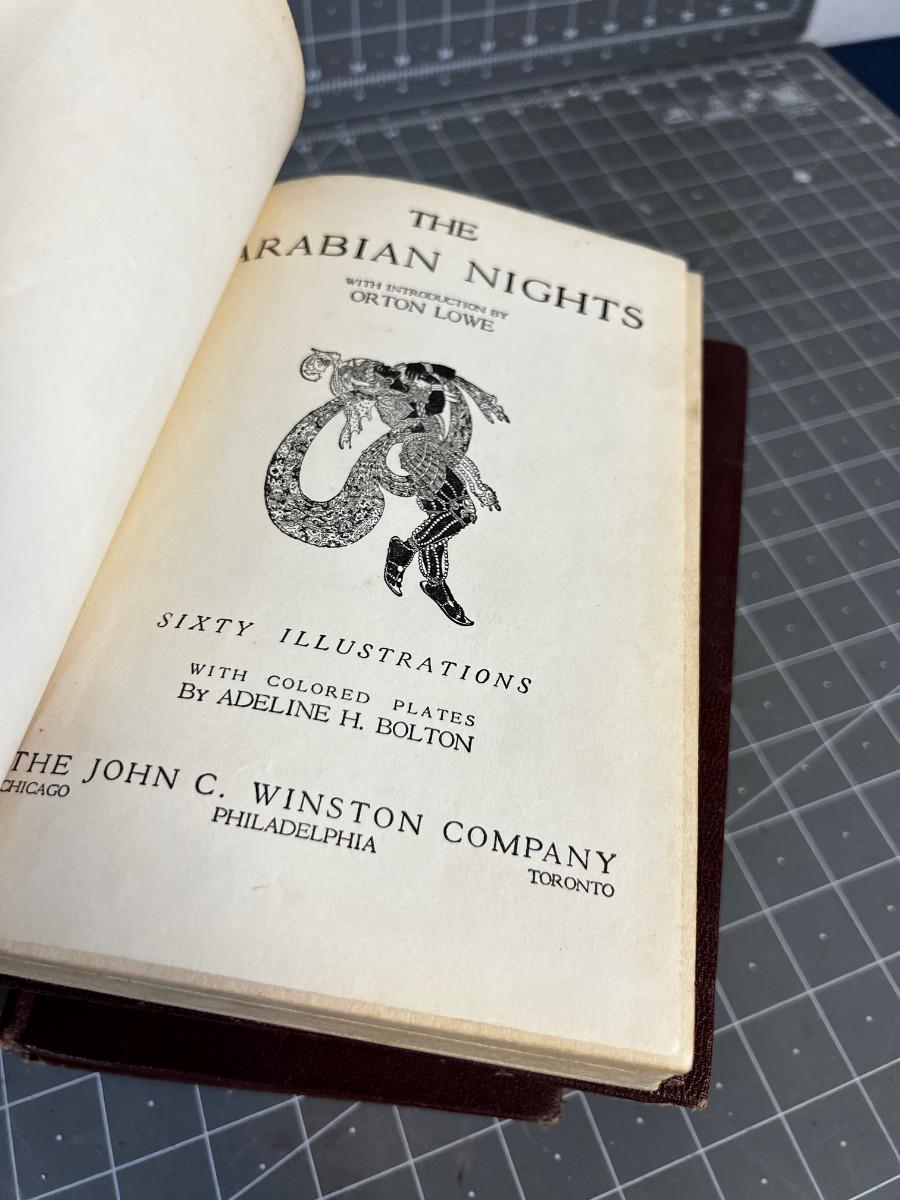 THE
ARABIAN NIGHTS
WITH INTRODUCTION BY
ORTON LOWE
SIXTY ILLUSTRATIONS
WITH COLORED PLATES
By ADELINE H. BOLTON
THE JOHN C. WINSTON COMPANY
CHICAGO PHILADELPHIA TORONTO